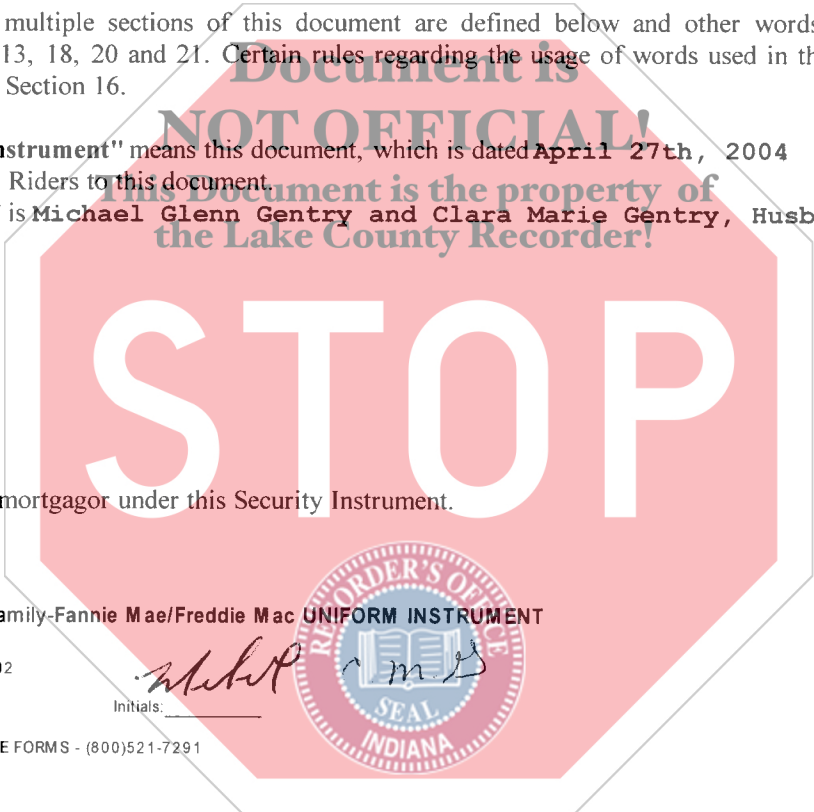 multiple sections of this document are defined below and other words
13, 18, 20 and 21. Certain rules regarding the usage of words used in th
Section 16.
Document is
NOT OFFICIAL!
This Document is the property of
the Lake County Recorder!
nstrument" means this document, which is dated April 27th, 2004
Riders to this document.
is Michael Glenn Gentry and Clara Marie Gentry, Husb
STOP
mortgagor under this Security Instrument.
amily-Fannie Mae/Freddie Mac UNIFORM INSTRUMENT
Initials:
C M G
E FORMS - (800)521-7291
RECORDER'S OFFICE
SEAL
INDIANA